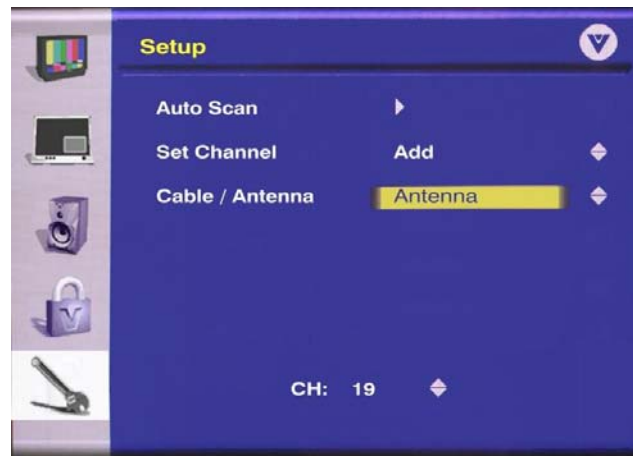 Setup
Auto Scan
Set Channel Add
Cable / Antenna Antenna
CH: 19